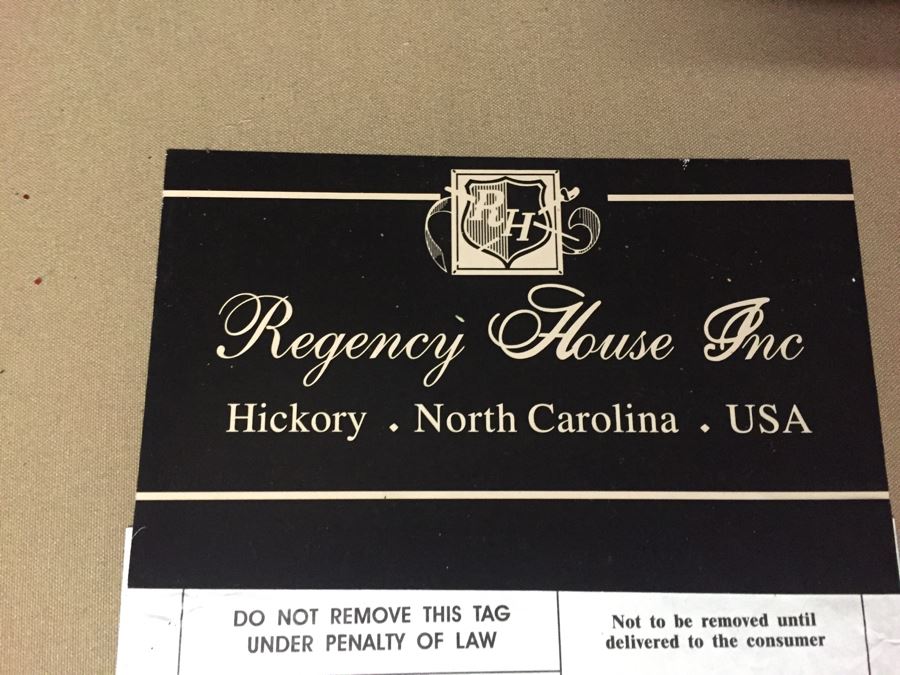 RH
Regency House Inc
Hickory . North Carolina . USA
DO NOT REMOVE THIS TAG
UNDER PENALTY OF LAW
Not to be removed until
delivered to the consumer